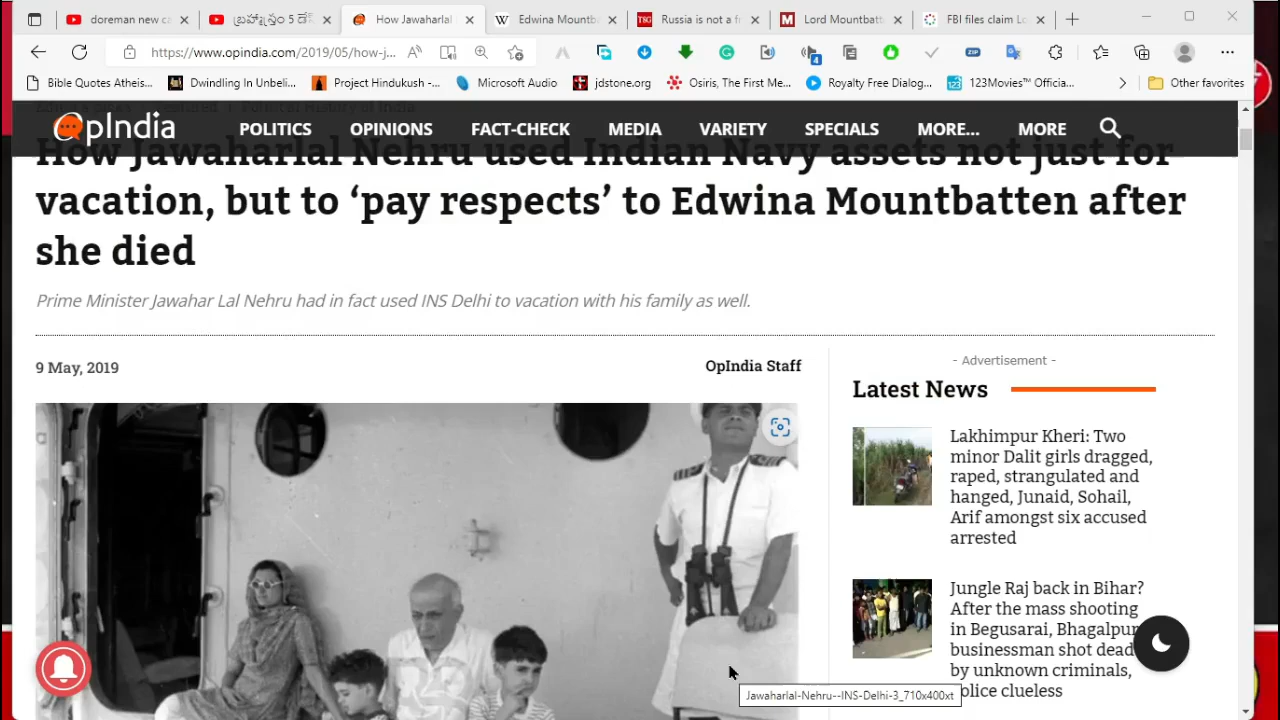 doreman new ca
బ్రహ్మాస్త్రం 5 డే
How Jawaharlal
Edwina Mountb
TSG
Russia is not a f
Lord Mountbatt
FBI files claim Lo
https://www.opindia.com/2019/05/how-j...
4
ZIP
Bible Quotes Atheis...
Dwindling In Unbeli...
Project Hindukush -...
Microsoft Audio
jdstone.org
Osiris, The First Me...
Royalty Free Dialog...
123Movies™ Officia...
Other favorites
OpIndia
POLITICS
OPINIONS
FACT-CHECK
MEDIA
VARIETY
SPECIALS
MORE...
MORE
How Jawaharlal Nehru used Indian Navy assets not just for
vacation, but to ‘pay respects’ to Edwina Mountbatten after
she died
Prime Minister Jawahar Lal Nehru had in fact used INS Delhi to vacation with his family as well.
9 May, 2019
OpIndia Staff
- Advertisement -
Latest News
Lakhimpur Kheri: Two
minor Dalit girls dragged,
raped, strangulated and
hanged, Junaid, Sohail,
Arif amongst six accused
arrested
Jungle Raj back in Bihar?
After the mass shooting
in Begusarai, Bhagalpur
businessman shot dead
by unknown criminals,
police clueless
Jawaharlal-Nehru--INS-Delhi-3_710x400xt